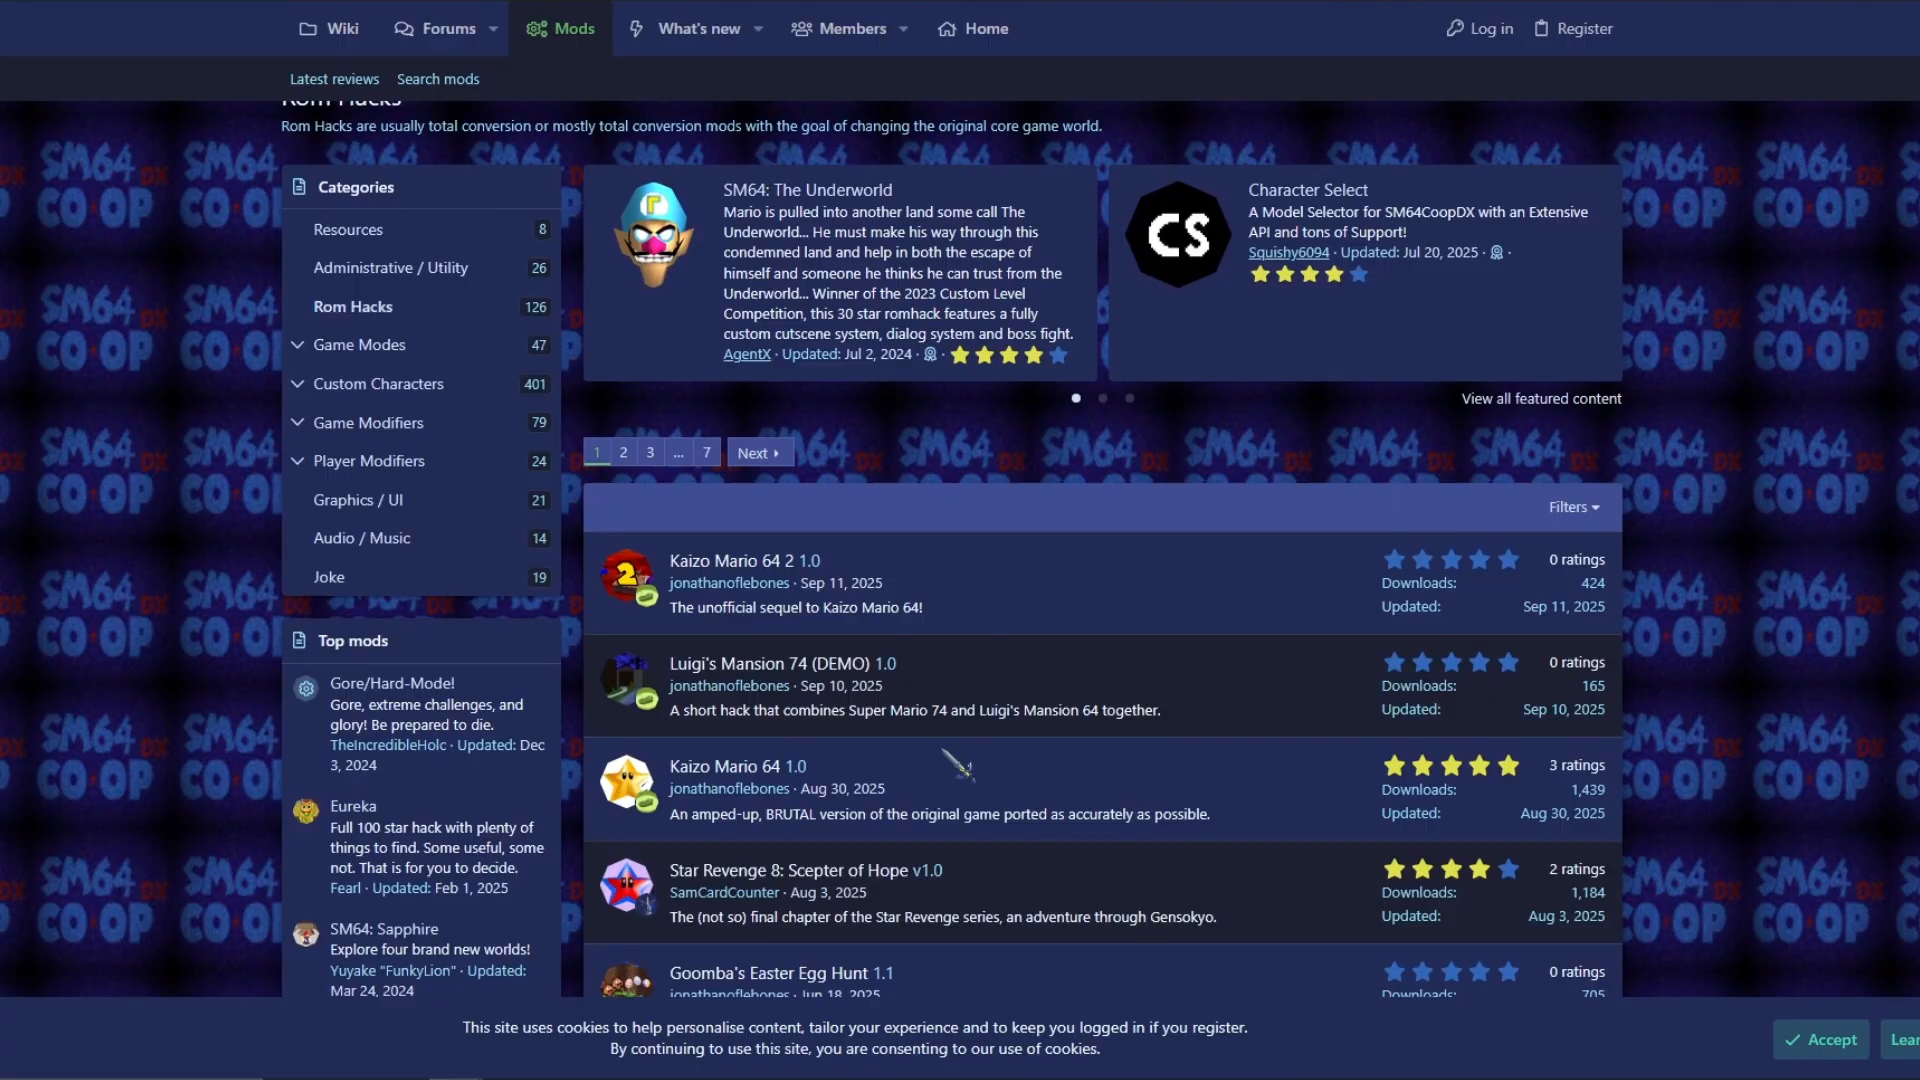 Wiki
Forums
Mods
What's new
Members
Home
Log in
Register
Latest reviews
Search mods
Rom Hacks
Rom Hacks are usually total conversion or mostly total conversion mods with the goal of changing the original core game world.
Categories
Resources 8
Administrative / Utility 26
Rom Hacks 126
Game Modes 47
Custom Characters 401
Game Modifiers 79
Player Modifiers 24
Graphics / UI 21
Audio / Music 14
Joke 19
Top mods
Gore/Hard-Mode!
Gore, extreme challenges, and
glory! Be prepared to die.
TheIncredibleHolc · Updated: Dec
3, 2024
Eureka
Full 100 star hack with plenty of
things to find. Some useful, some
not. That is for you to decide.
Fearl · Updated: Feb 1, 2025
SM64: Sapphire
Explore four brand new worlds!
Yuyake "FunkyLion" · Updated:
Mar 24, 2024
SM64: The Underworld
Mario is pulled into another land some call The
Underworld... He must make his way through this
condemned land and help in both the escape of
himself and someone he thinks he can trust from the
Underworld... Winner of the 2023 Custom Level
Competition, this 30 star romhack features a fully
custom cutscene system, dialog system and boss fight.
AgentX · Updated: Jul 2, 2024 ·
CS
Character Select
A Model Selector for SM64CoopDX with an Extensive
API and tons of Support!
Squishy6094 · Updated: Jul 20, 2025 ·
View all featured content
1 2 3 ... 7 Next
Filters
2
Kaizo Mario 64 2 1.0
jonathanoflebones · Sep 11, 2025
The unofficial sequel to Kaizo Mario 64!
0 ratings
Downloads: 424
Updated: Sep 11, 2025
Luigi's Mansion 74 (DEMO) 1.0
jonathanoflebones · Sep 10, 2025
A short hack that combines Super Mario 74 and Luigi's Mansion 64 together.
0 ratings
Downloads: 165
Updated: Sep 10, 2025
Kaizo Mario 64 1.0
jonathanoflebones · Aug 30, 2025
An amped-up, BRUTAL version of the original game ported as accurately as possible.
3 ratings
Downloads: 1,439
Updated: Aug 30, 2025
Star Revenge 8: Scepter of Hope v1.0
SamCardCounter · Aug 3, 2025
The (not so) final chapter of the Star Revenge series, an adventure through Gensokyo.
2 ratings
Downloads: 1,184
Updated: Aug 3, 2025
Goomba's Easter Egg Hunt 1.1
jonathanoflebones · Jun 18, 2025
0 ratings
Downloads: 705
This site uses cookies to help personalise content, tailor your experience and to keep you logged in if you register.
By continuing to use this site, you are consenting to our use of cookies.
Accept
Lear
SM64 DX
CO-OP